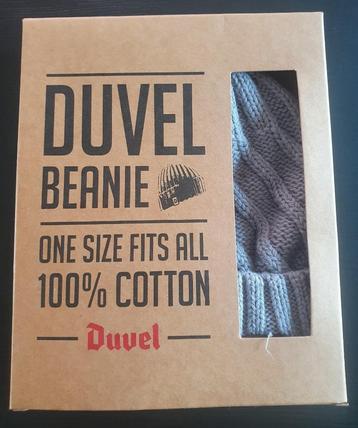 DUVEL
BEANIE
ONE SIZE FITS ALL
100% COTTON
Duvel